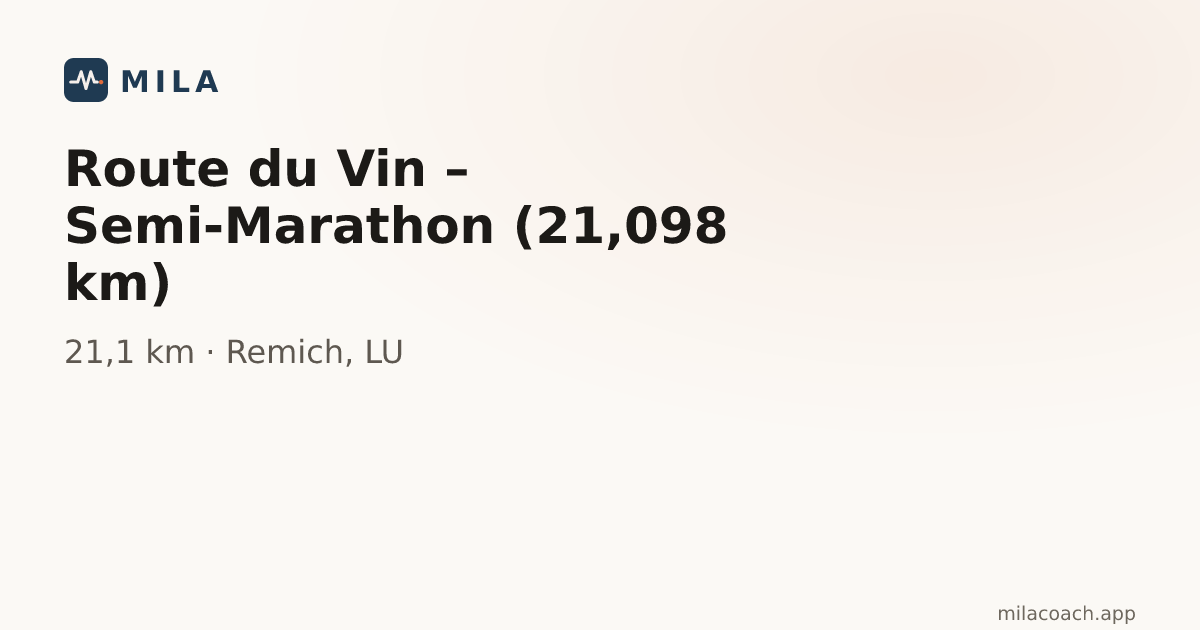 MILA
Route du Vin –
Semi-Marathon (21,098
km)
21,1 km · Remich, LU
milacoach.app